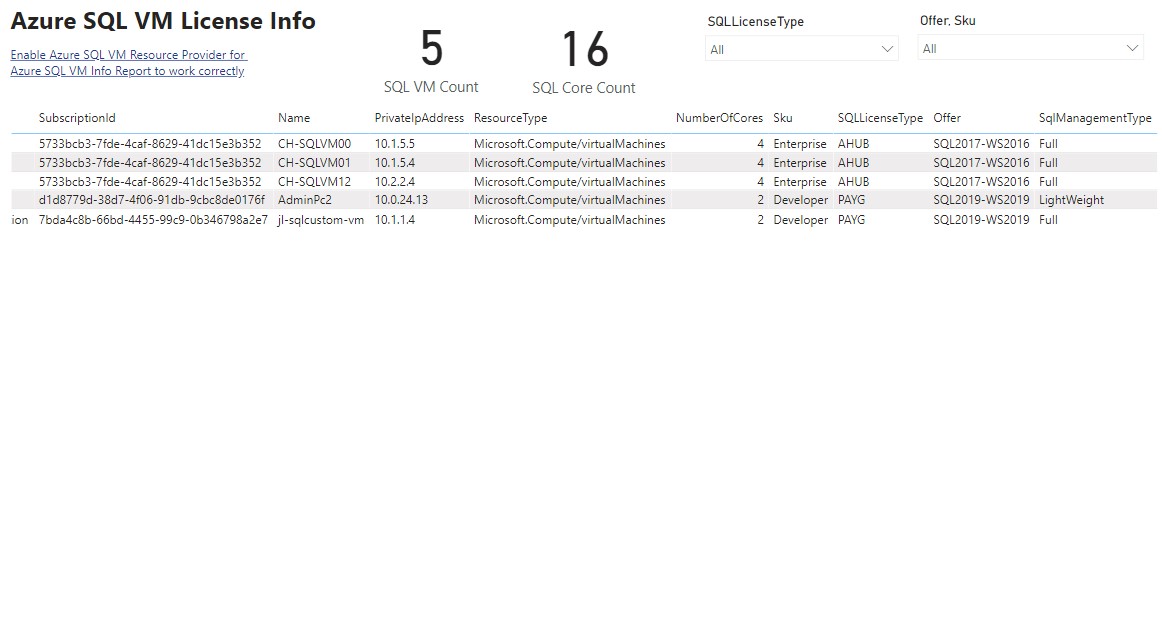 Azure SQL VM License Info
Enable Azure SQL VM Resource Provider for
Azure SQL VM Info Report to work correctly
5
SQL VM Count
16
SQL Core Count
SQLLicenseType
All
Offer, Sku
All
SubscriptionId Name PrivateIpAddress ResourceType NumberOfCores Sku SQLLicenseType Offer SqlManagementType
5733bcb3-7fde-4caf-8629-41dc15e3b352 CH-SQLVM00 10.1.5.5 Microsoft.Compute/virtualMachines 4 Enterprise AHUB SQL2017-WS2016 Full
5733bcb3-7fde-4caf-8629-41dc15e3b352 CH-SQLVM01 10.1.5.4 Microsoft.Compute/virtualMachines 4 Enterprise AHUB SQL2017-WS2016 Full
5733bcb3-7fde-4caf-8629-41dc15e3b352 CH-SQLVM12 10.2.2.4 Microsoft.Compute/virtualMachines 4 Enterprise AHUB SQL2017-WS2016 Full
d1d8779d-38d7-4f06-91db-9cbc8de0176f AdminPc2 10.0.24.13 Microsoft.Compute/virtualMachines 2 Developer PAYG SQL2019-WS2019 LightWeight
ion 7bda4c8b-66bd-4455-99c9-0b346798a2e7 jl-sqlcustom-vm 10.1.1.4 Microsoft.Compute/virtualMachines 2 Developer PAYG SQL2019-WS2019 Full